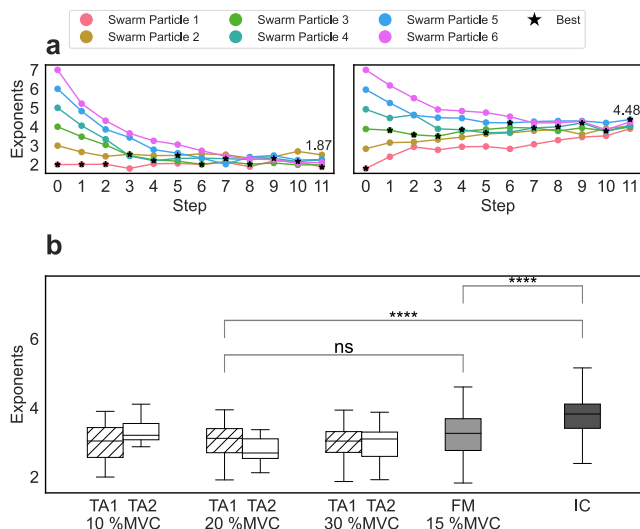 Swarm Particle 1 Swarm Particle 3 Swarm Particle 5 Best
Swarm Particle 2 Swarm Particle 4 Swarm Particle 6
a
Exponents
7
6
5
4
3
2
1.87
0 1 2 3 4 5 6 7 8 9 10 11
Step
4.48
0 1 2 3 4 5 6 7 8 9 10 11
Step
b
Exponents
6
4
2
****
****
ns
TA1 TA2 TA1 TA2 TA1 TA2 FM IC
10 %MVC 20 %MVC 30 %MVC 15 %MVC